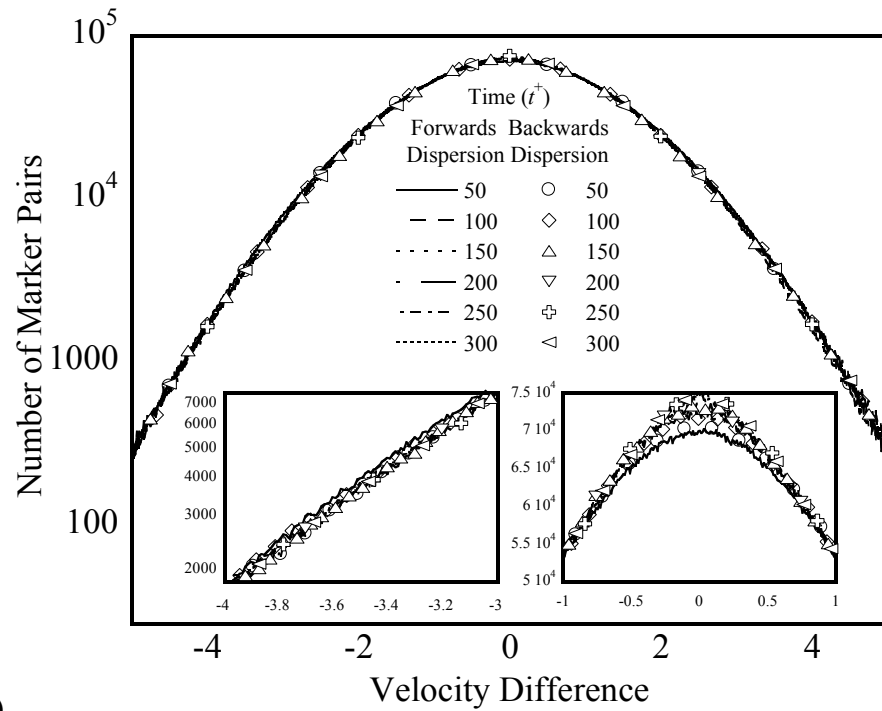 10^5
10^4
1000
100
Number of Marker Pairs
Time (t^+)
Forwards Backwards
Dispersion Dispersion
50 50
100 100
150 150
200 200
250 250
300 300
7000
6000
5000
4000
3000
2000
-4 -3.8 -3.6 -3.4 -3.2 -3
7.5 10^4
7 10^4
6.5 10^4
6 10^4
5.5 10^4
5 10^4
-1 -0.5 0 0.5 1
-4 -2 0 2 4
Velocity Difference
)